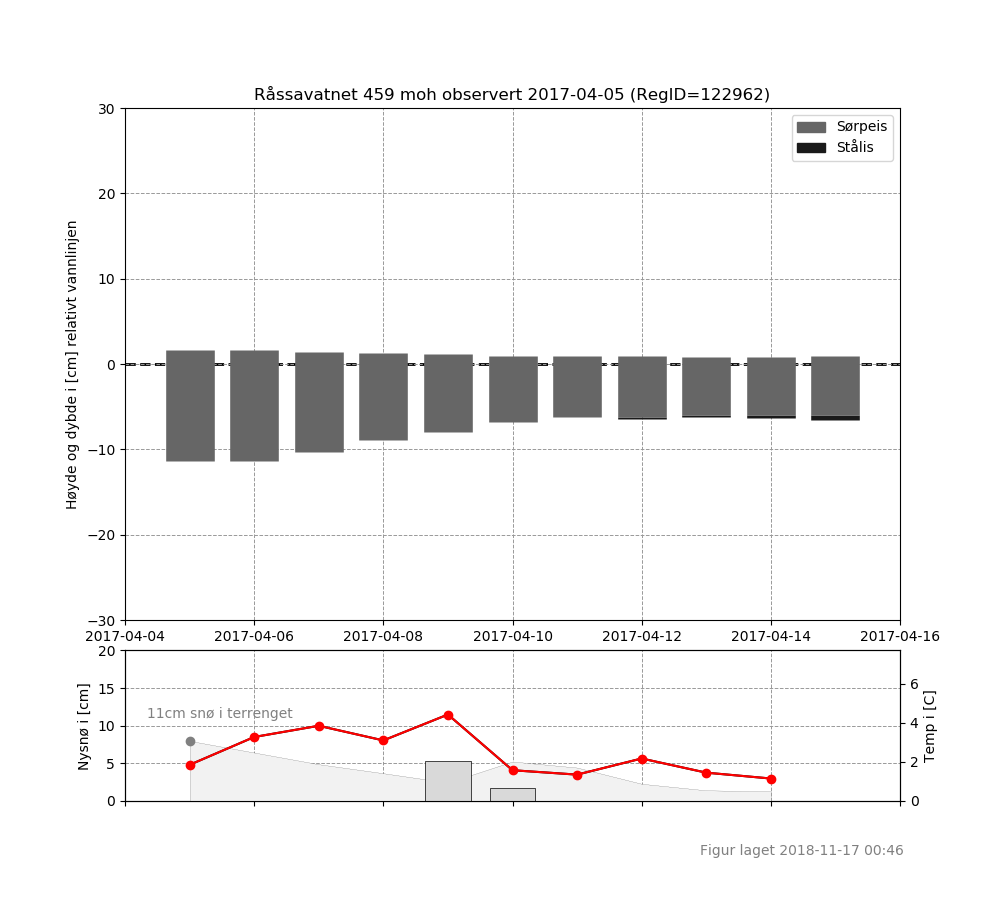 Råssavatnet 459 moh observert 2017-04-05 (RegID=122962)
Sørpeis
Stålis
Høyde og dybde i [cm] relativt vannlinjen
30
20
10
0
−10
−20
−30
2017-04-04 2017-04-06 2017-04-08 2017-04-10 2017-04-12 2017-04-14 2017-04-16
Nysnø i [cm]
20
15
10
5
0
11cm snø i terrenget
6
4
2
0
Temp i [C]
Figur laget 2018-11-17 00:46